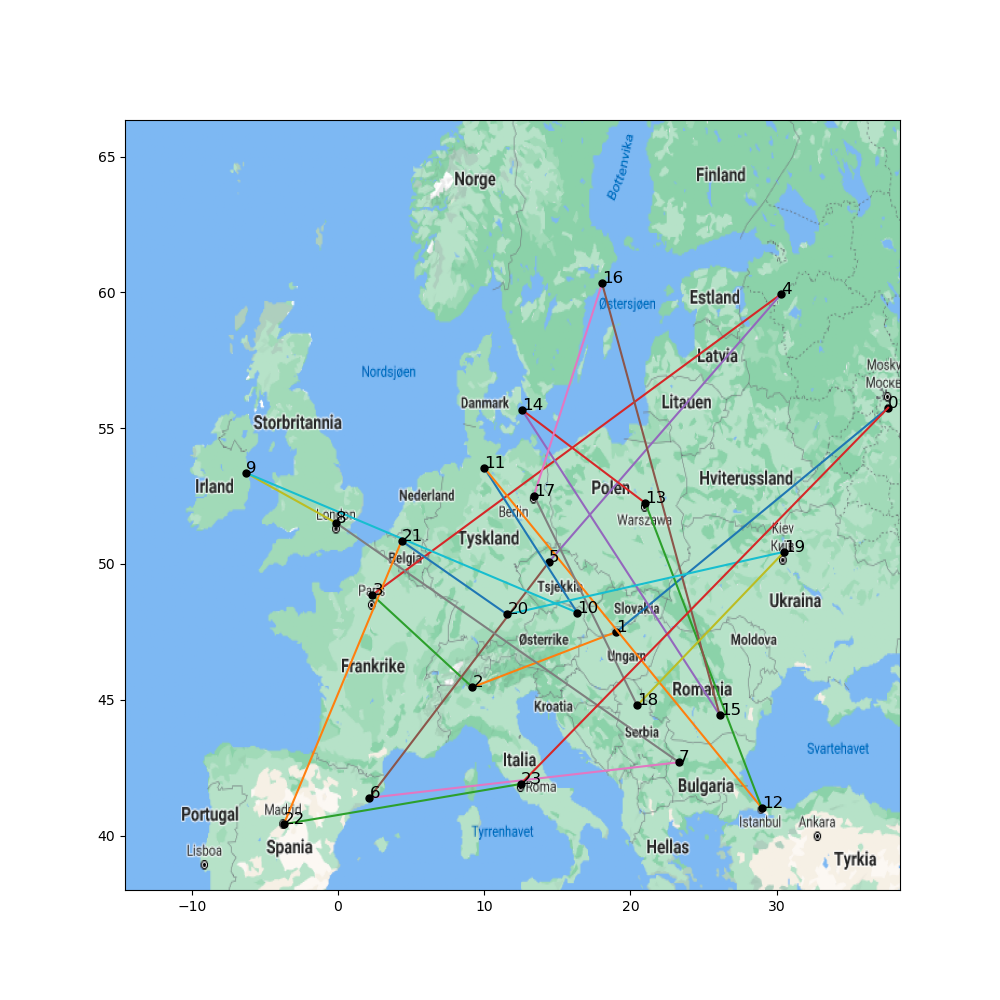 65
60
55
50
45
40
−10
0
10
20
30
Bottenvika
Norge
Finland
16
4
Østersjøen
Estland
Nordsjøen
Latvia
Mosky
Москв
Danmark
14
Litauen
0
Storbritannia
9
11
Irland
Nederland
17
Polen
13
Hviterussland
London
8
Berlin
Warszawa
Kiev
Київ
19
21
Belgia
Tyskland
5
Tsjekkia
Paris
3
20
10
Slovakia
Ukraina
1
Østerrike
Moldova
Frankrike
Ungarn
2
Romania
Kroatia
18
15
Serbia
Svartehavet
7
Italia
23
Roma
6
Bulgaria
12
Madrid
22
Portugal
Istanbul
Ankara
Tyrrenhavet
Lisboa
Spania
Hellas
Tyrkia